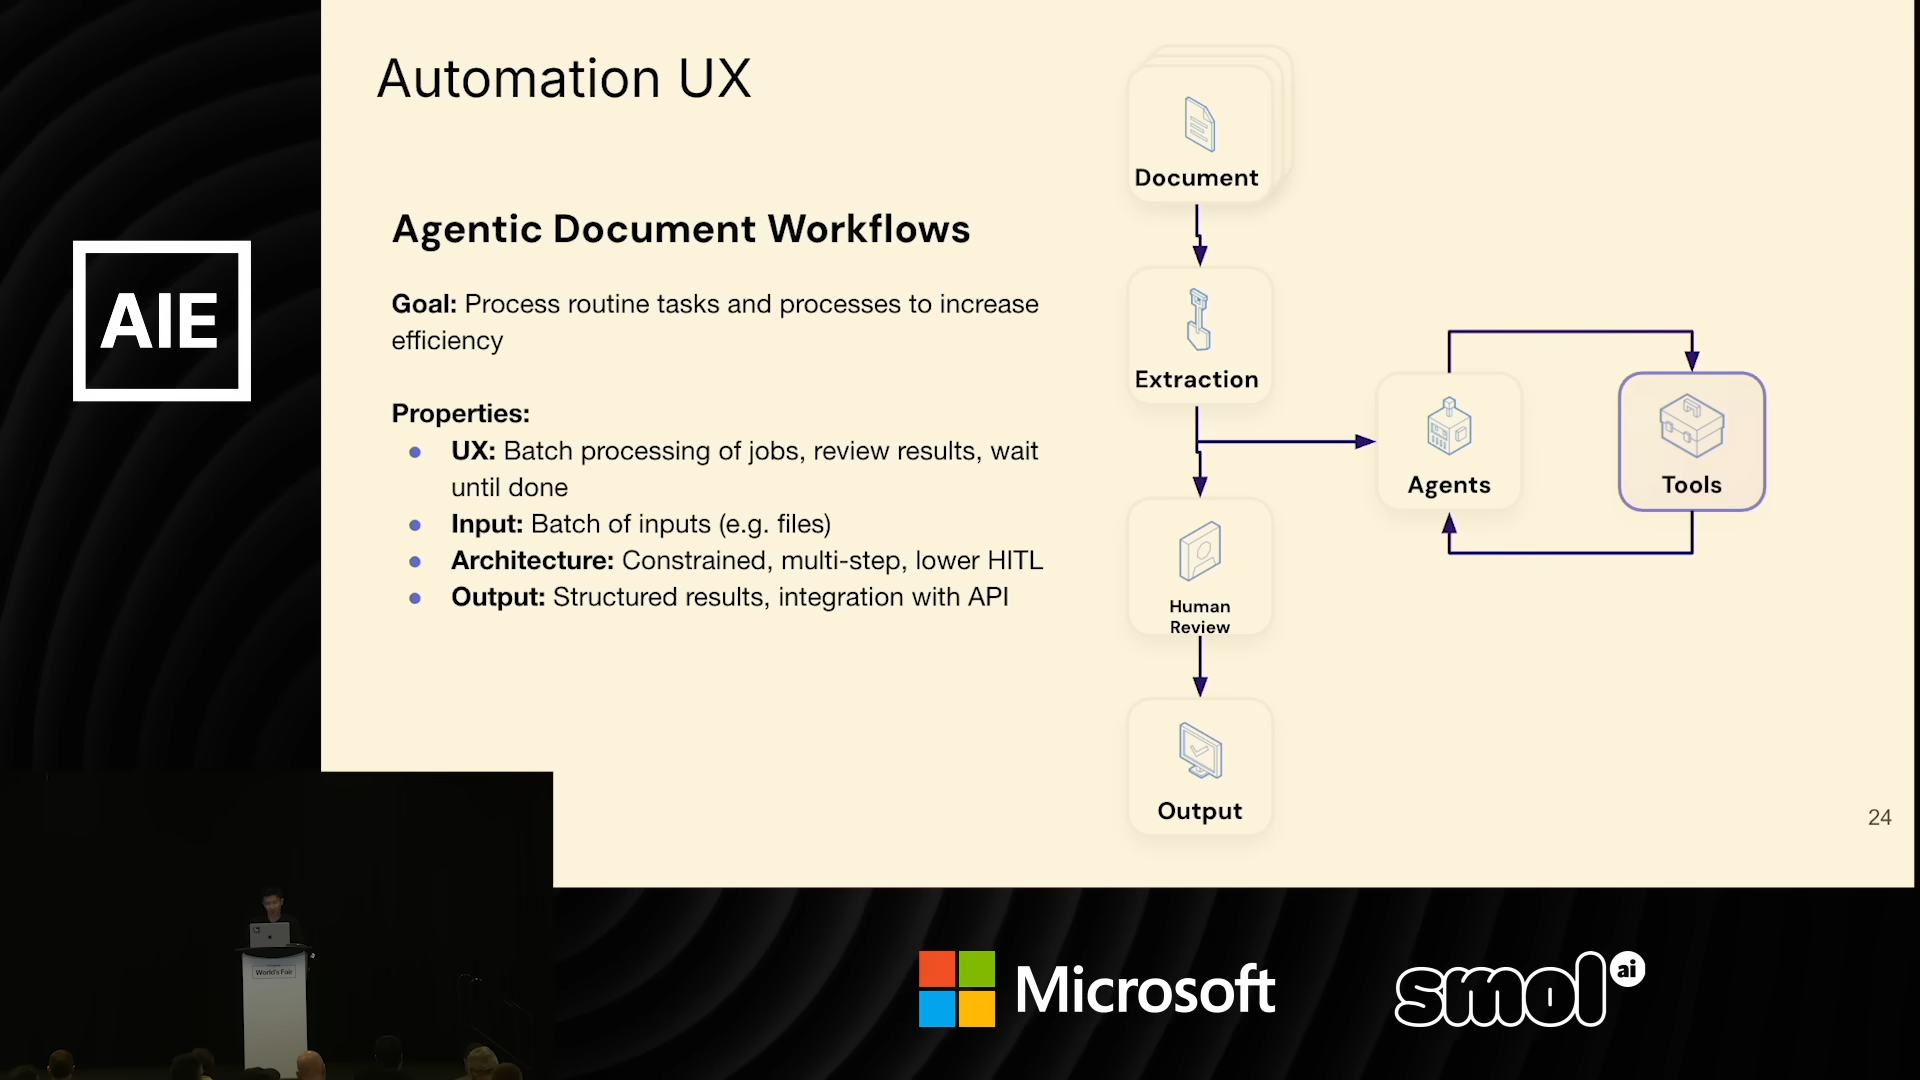 Automation UX
Agentic Document Workflows
Goal: Process routine tasks and processes to increase
efficiency
Properties:
● UX: Batch processing of jobs, review results, wait
until done
● Input: Batch of inputs (e.g. files)
● Architecture: Constrained, multi-step, lower HITL
● Output: Structured results, integration with API
Document
Extraction
Agents
Tools
Human
Review
Output
24
AIE
World's Fair
Microsoft
smol ai